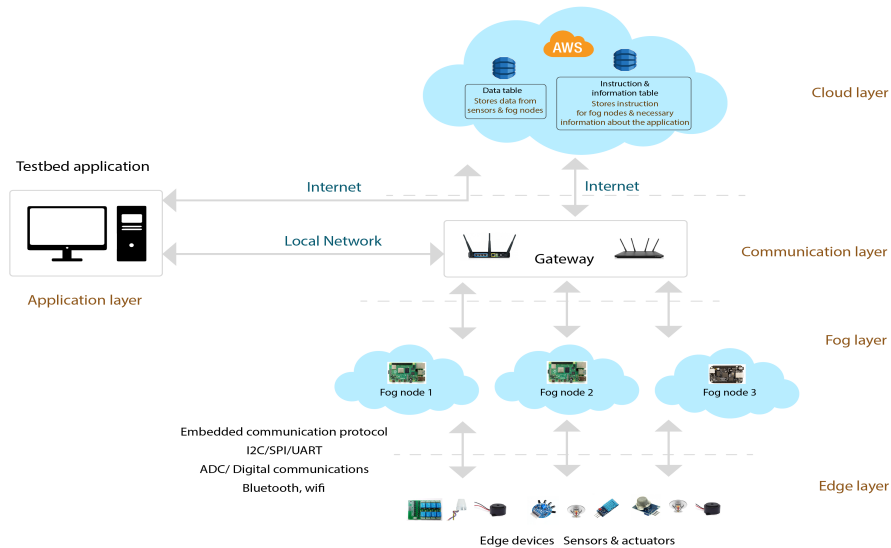 AWS
Data table
Stores data from
sensors & fog nodes
Instruction &
information table
Stores instruction
for fog nodes & necessary
information about the application
Cloud layer
Testbed application
Internet
Internet
Local Network
Gateway
Communication layer
Application layer
Fog layer
Fog node 1
Fog node 2
Fog node 3
Embedded communication protocol
I2C/SPI/UART
ADC/ Digital communications
Bluetooth, wifi
Edge layer
Edge devices Sensors & actuators